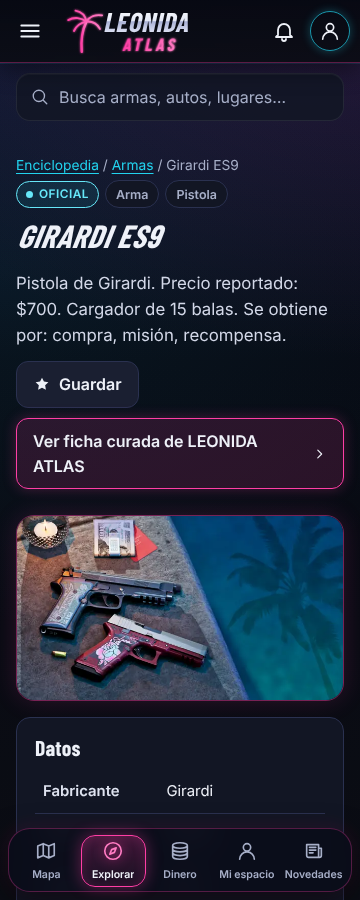 LEONIDA
ATLAS
Busca armas, autos, lugares...
Enciclopedia / Armas / Girardi ES9
OFICIAL Arma Pistola
GIRARDI ES9
Pistola de Girardi. Precio reportado:
$700. Cargador de 15 balas. Se obtiene
por: compra, misión, recompensa.
Guardar
Ver ficha curada de LEONIDA
ATLAS
Datos
Fabricante Girardi
Mapa Explorar Dinero Mi espacio Novedades